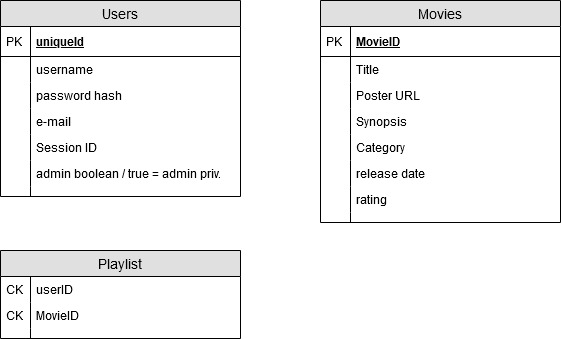 Users
PK uniqueId
username
password hash
e-mail
Session ID
admin boolean / true = admin priv.
Movies
PK MovieID
Title
Poster URL
Synopsis
Category
release date
rating
Playlist
CK userID
CK MovieID